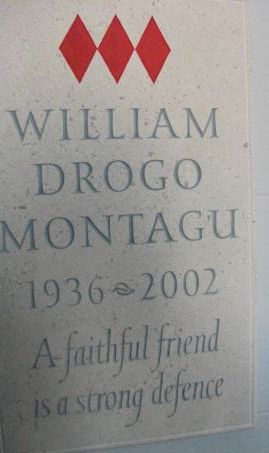 WILLIAM
DROGO
MONTAGU
1936 ~ 2002
A faithful friend
is a strong defence